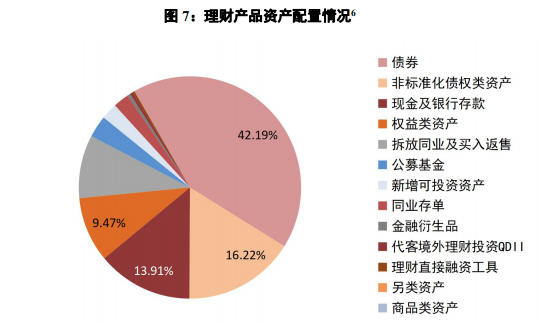 图 7：理财产品资产配置情况6
债券
非标准化债权类资产
现金及银行存款
权益类资产
拆放同业及买入返售
公募基金
新增可投资资产
同业存单
金融衍生品
代客境外理财投资QDII
理财直接融资工具
另类资产
商品类资产
42.19%
16.22%
13.91%
9.47%